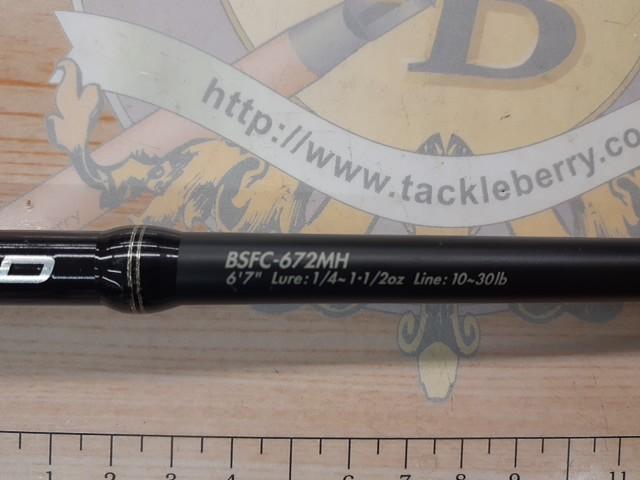 B
http://www.tackleberry.co
D
BSFC-672MH
6'7" Lure: 1/4~1·1/2oz Line: 10~30lb
1 2 3 4 5 6 7 8 9 10 11